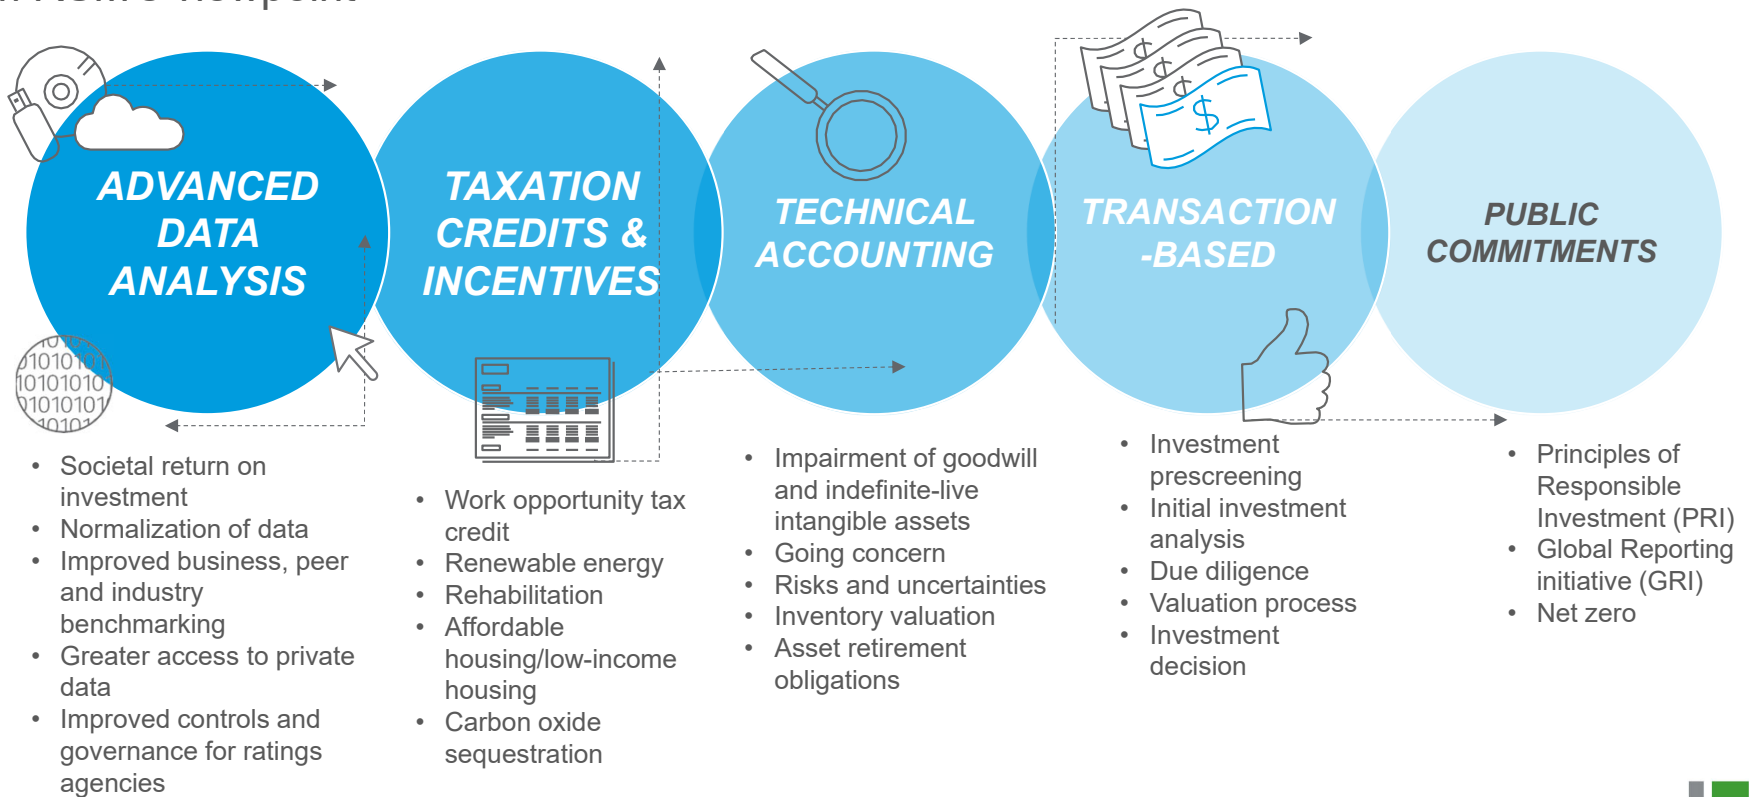 Viewpoint
ADVANCED
DATA
ANALYSIS
TAXATION
CREDITS &
INCENTIVES
TECHNICAL
ACCOUNTING
TRANSACTION
-BASED
PUBLIC
COMMITMENTS
• Societal return on
investment
• Normalization of data
• Improved business, peer
and industry
benchmarking
• Greater access to private
data
• Improved controls and
governance for ratings
agencies
• Work opportunity tax
credit
• Renewable energy
• Rehabilitation
• Affordable
housing/low-income
housing
• Carbon oxide
sequestration
• Impairment of goodwill
and indefinite-live
intangible assets
• Going concern
• Risks and uncertainties
• Inventory valuation
• Asset retirement
obligations
• Investment
prescreening
• Initial investment
analysis
• Due diligence
• Valuation process
• Investment
decision
• Principles of
Responsible
Investment (PRI)
• Global Reporting
initiative (GRI)
• Net zero